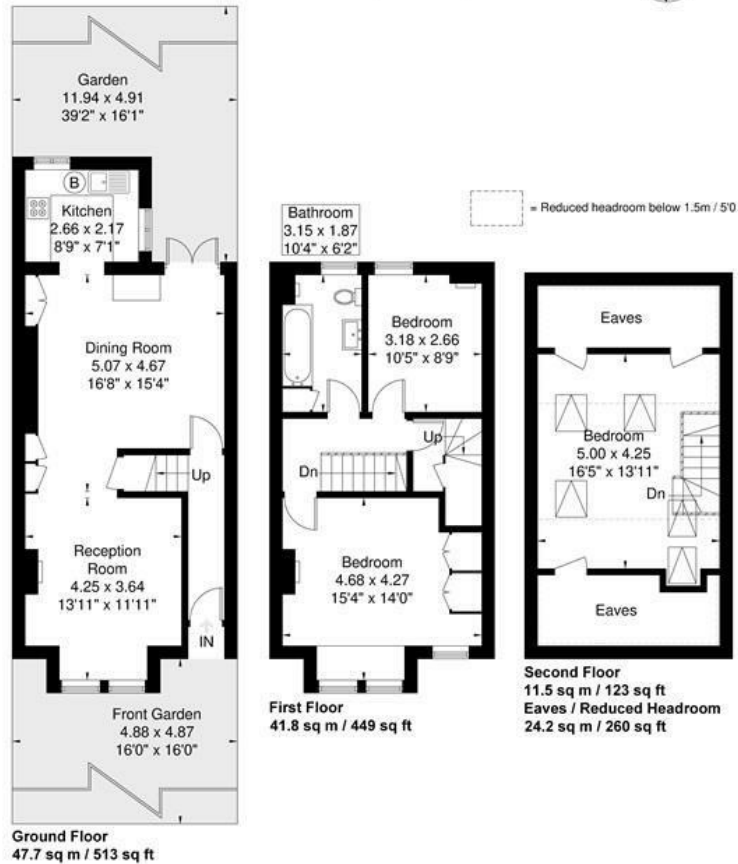 Garden
11.94 x 4.91
39'2" x 16'1"
B
Kitchen
2.66 x 2.17
8'9" x 7'1"
Dining Room
5.07 x 4.67
16'8" x 15'4"
Up
Reception
Room
4.25 x 3.64
13'11" x 11'11"
IN
Front Garden
4.88 x 4.87
16'0" x 16'0"
Ground Floor
47.7 sq m / 513 sq ft
Bathroom
3.15 x 1.87
10'4" x 6'2"
Bedroom
3.18 x 2.66
10'5" x 8'9"
Up
Dn
Bedroom
4.68 x 4.27
15'4" x 14'0"
First Floor
41.8 sq m / 449 sq ft
= Reduced headroom below 1.5m / 5'0
Eaves
Bedroom
5.00 x 4.25
16'5" x 13'11"
Dn
Eaves
Second Floor
11.5 sq m / 123 sq ft
Eaves / Reduced Headroom
24.2 sq m / 260 sq ft